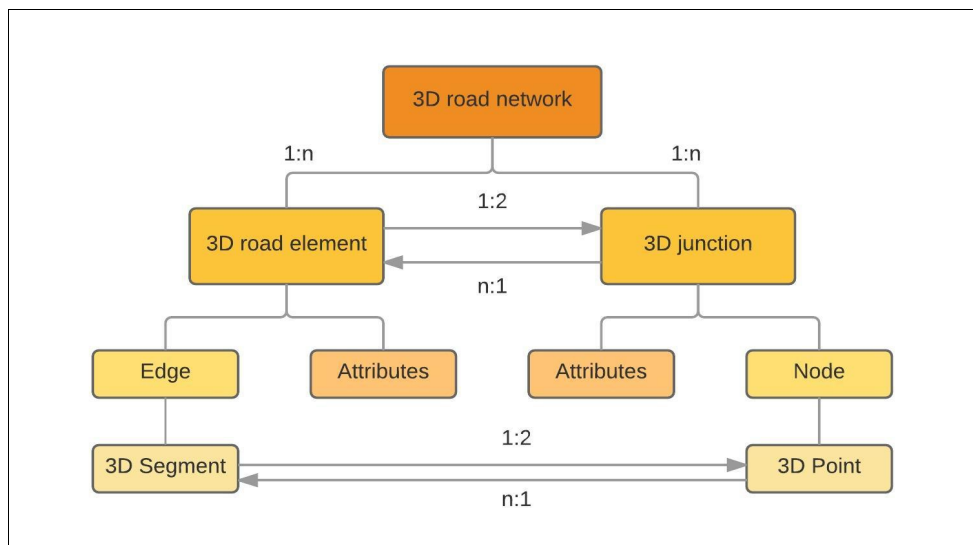 3D road network
1:n
1:n
1:2
3D road element
3D junction
n:1
Edge
Attributes
Attributes
Node
1:2
3D Segment
3D Point
n:1